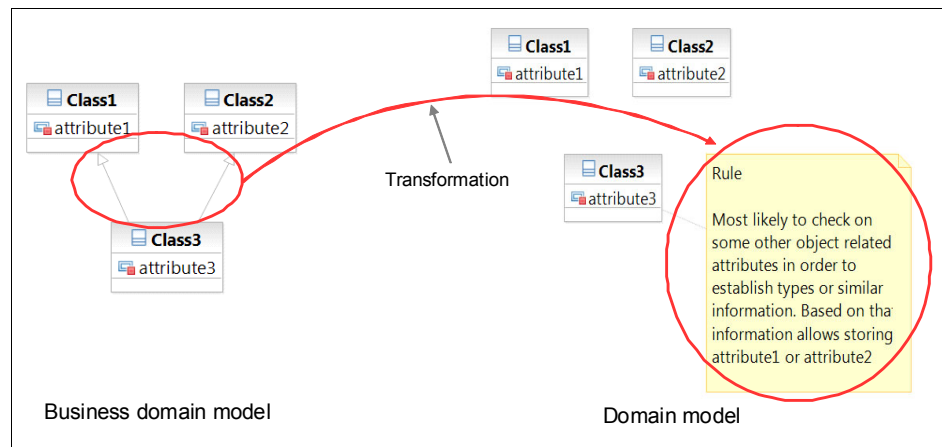 Class1
attribute1
Class2
attribute2
Class3
attribute3
Business domain model
Transformation
Class1
attribute1
Class2
attribute2
Class3
attribute3
Rule
Most likely to check on
some other object related
attributes in order to
establish types or similar
information. Based on tha
information allows storing
attribute1 or attribute2
Domain model